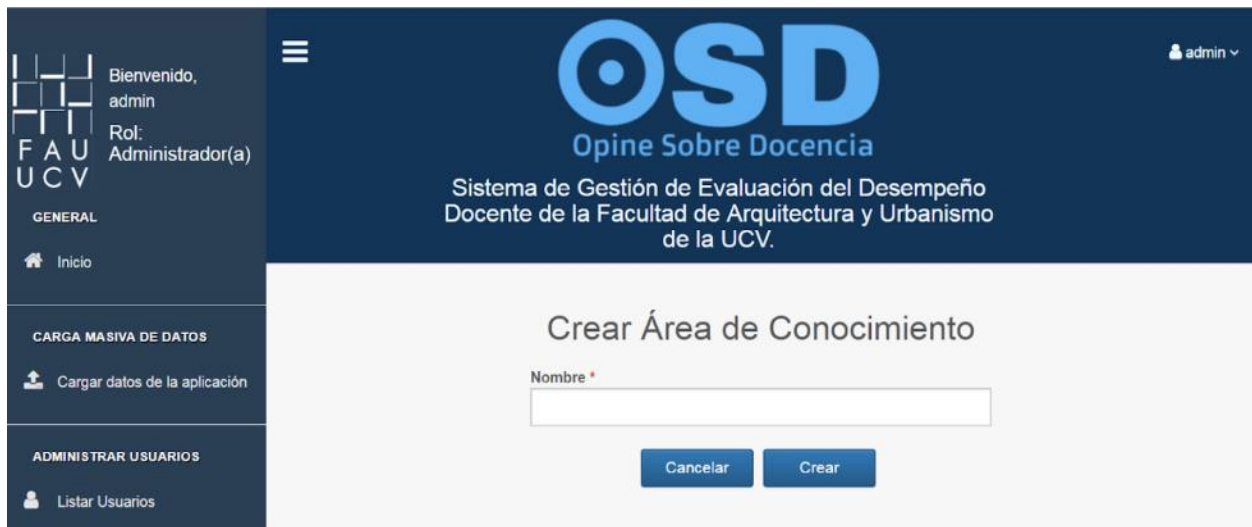 Bienvenido,
admin
Rol:
Administrador(a)
FAU
UCV
GENERAL
Inicio
CARGA MASIVA DE DATOS
Cargar datos de la aplicación
ADMINISTRAR USUARIOS
Listar Usuarios
OSD
Opine Sobre Docencia
Sistema de Gestión de Evaluación del Desempeño
Docente de la Facultad de Arquitectura y Urbanismo
de la UCV.
admin
Crear Área de Conocimiento
Nombre *
Cancelar
Crear